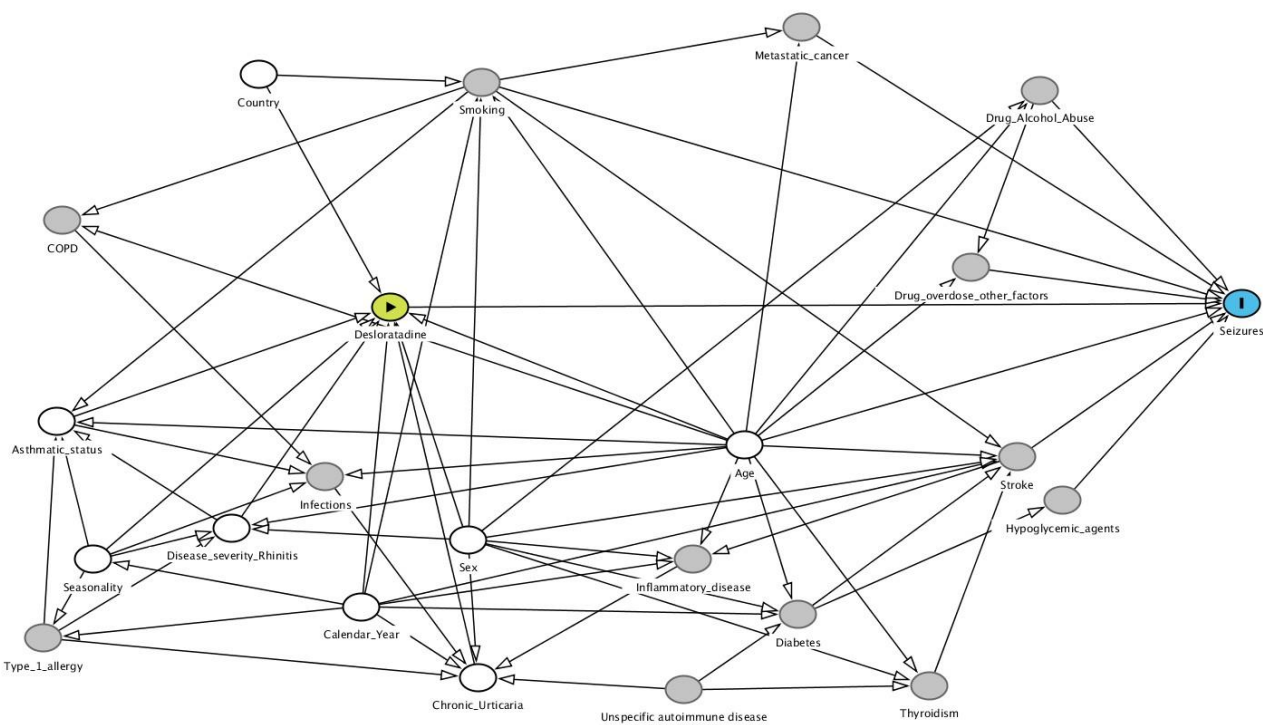 Metastatic_cancer
Country
Smoking
Drug_Alcohol_Abuse
COPD
Drug_overdose_other_factors
Desloratadine
Seizures
Asthmatic_status
Age
Stroke
Infections
Hypoglycemic_agents
Disease_severity_Rhinitis
Sex
Seasonality
Inflammatory_disease
Calendar_Year
Diabetes
Type_1_allergy
Chronic_Urticaria
Unspecific autoimmune disease
Thyroidism